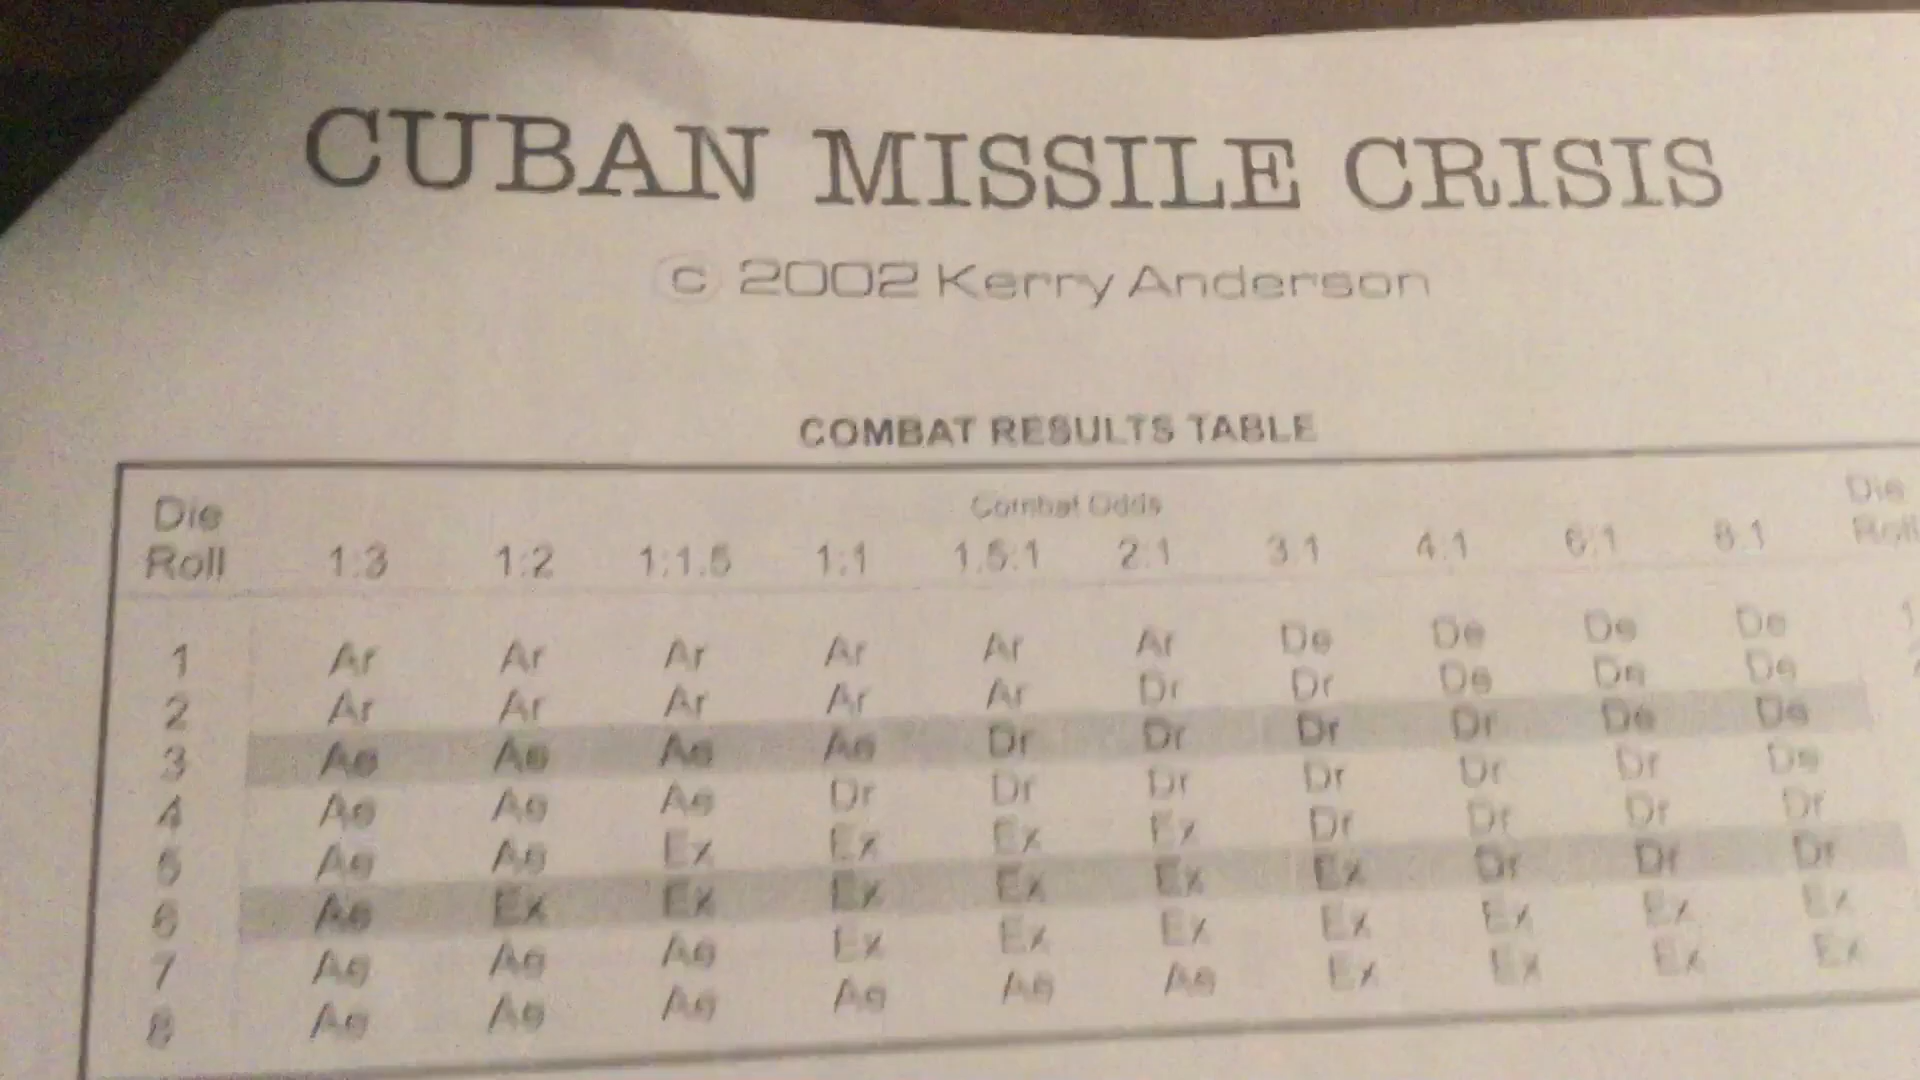 CUBAN MISSILE CRISIS
c 2002 Kerry Anderson
COMBAT RESULTS TABLE
Combat Odds
Die Roll 1:3 1:2 1:1.5 1:1 1.5:1 2:1 3:1 4:1 6:1 8:1 Die Roll
1 Ar Ar Ar Ar Ar Ar De De De De 1
2 Ar Ar Ar Ar Ar Dr Dr De De De
3 Ae Ae Ae Ae Dr Dr Dr Dr De De
4 Ae Ae Ae Dr Dr Dr Dr Dr Dr De
5 Ae Ae Ex Ex Ex Ex Dr Dr Dr Dr
6 Ae Ex Ex Ex Ex Ex Ex Dr Dr Dr
7 Ae Ae Ae Ex Ex Ex Ex Ex Ex Ex
8 Ae Ae Ae Ae Ae Ae Ex Ex Ex Ex